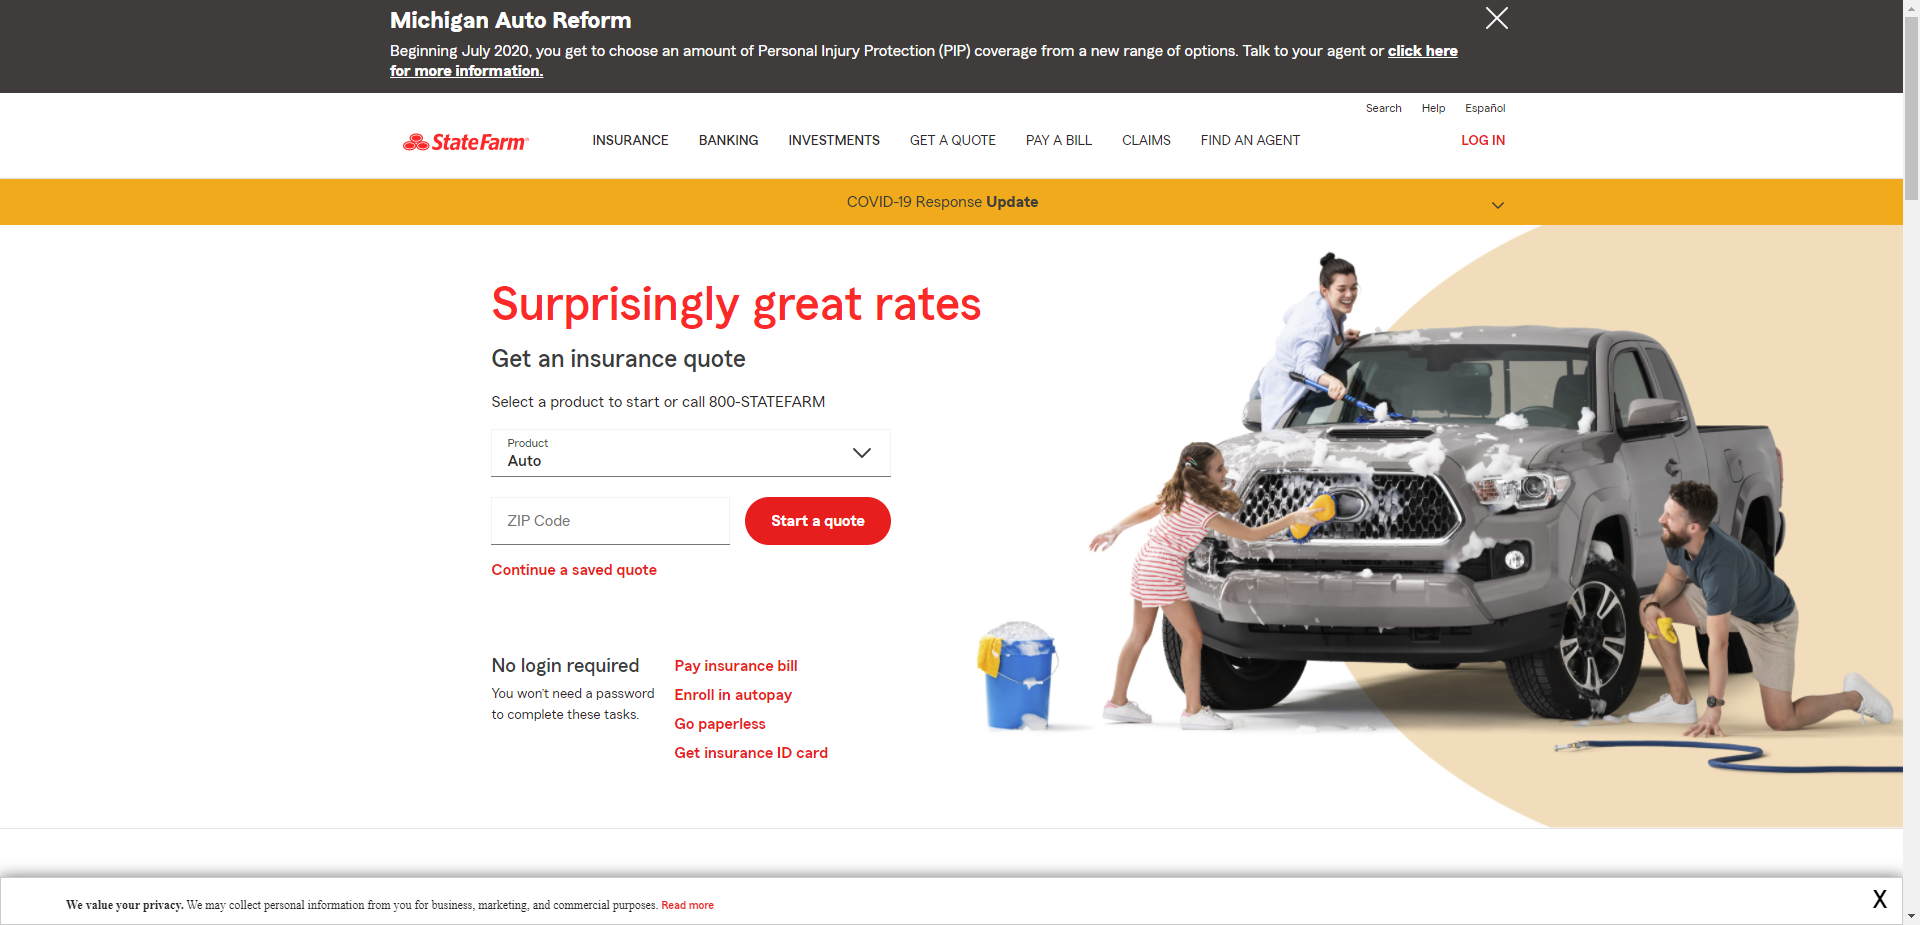 Michigan Auto Reform
Beginning July 2020, you get to choose an amount of Personal Injury Protection (PIP) coverage from a new range of options. Talk to your agent or click here
for more information.
Search Help Español
StateFarm INSURANCE BANKING INVESTMENTS GET A QUOTE PAY A BILL CLAIMS FIND AN AGENT LOG IN
COVID-19 Response Update
Surprisingly great rates
Get an insurance quote
Select a product to start or call 800-STATEFARM
Product
Auto
ZIP Code
Start a quote
Continue a saved quote
No login required
You won't need a password
to complete these tasks.
Pay insurance bill
Enroll in autopay
Go paperless
Get insurance ID card
We value your privacy. We may collect personal information from you for business, marketing, and commercial purposes. Read more
X